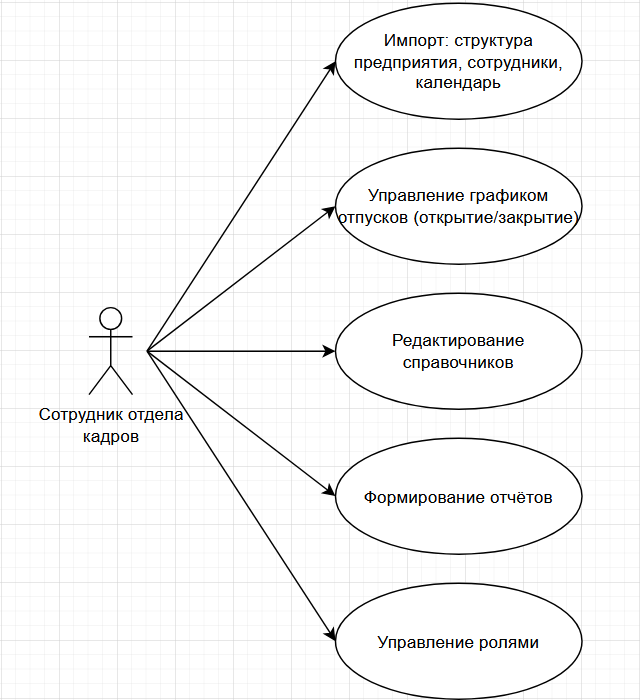 Импорт: структура
предприятия, сотрудники,
календарь
Управление графиком
отпусков (открытие/закрытие)
Редактирование
справочников
Сотрудник отдела
кадров
Формирование отчётов
Управление ролями